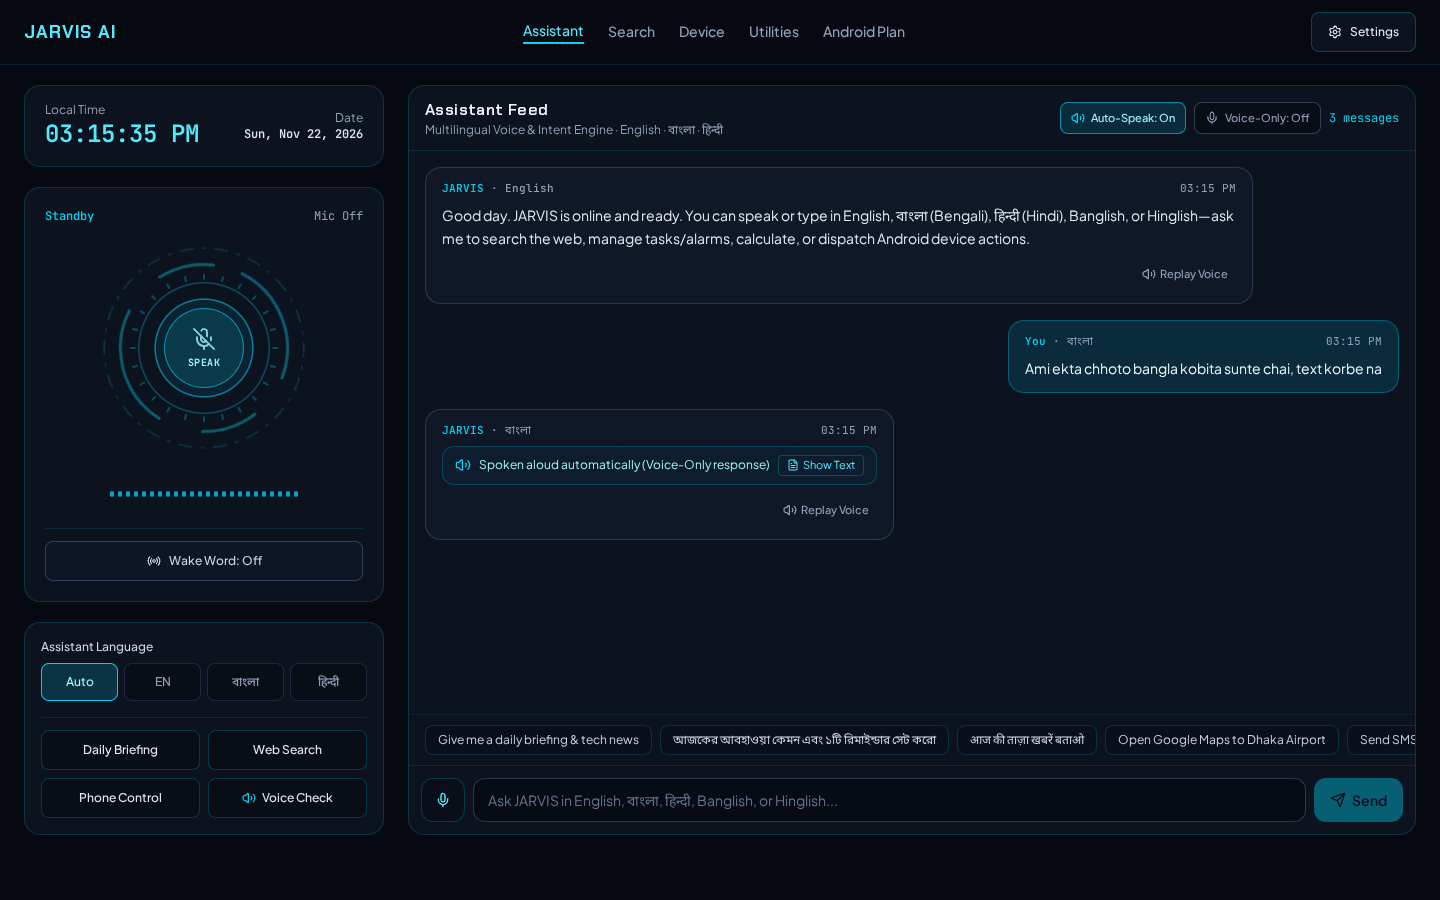 JARVIS AI
Assistant
Search
Device
Utilities
Android Plan
Settings
Local Time
03:15:35 PM
Date
Sun, Nov 22, 2026
Standby
Mic Off
SPEAK
Wake Word: Off
Assistant Language
Auto
EN
বাংলা
हिन्दी
Daily Briefing
Web Search
Phone Control
Voice Check
Assistant Feed
Multilingual Voice & Intent Engine · English · বাংলা · हिन्दी
Auto-Speak: On
Voice-Only: Off
3 messages
JARVIS · English
03:15 PM
Good day. JARVIS is online and ready. You can speak or type in English, বাংলা (Bengali), हिन्दी (Hindi), Banglish, or Hinglish—ask
me to search the web, manage tasks/alarms, calculate, or dispatch Android device actions.
Replay Voice
You · বাংলা
03:15 PM
Ami ekta chhoto bangla kobita sunte chai, text korbe na
JARVIS · বাংলা
03:15 PM
Spoken aloud automatically (Voice-Only response)
Show Text
Replay Voice
Give me a daily briefing & tech news
আজকের আবহাওয়া কেমন এবং ১টি রিমাইন্ডার সেট করো
आज की ताज़ा खबरें बताओ
Open Google Maps to Dhaka Airport
Send SMS
Ask JARVIS in English, বাংলা, हिन्दी, Banglish, or Hinglish...
Send